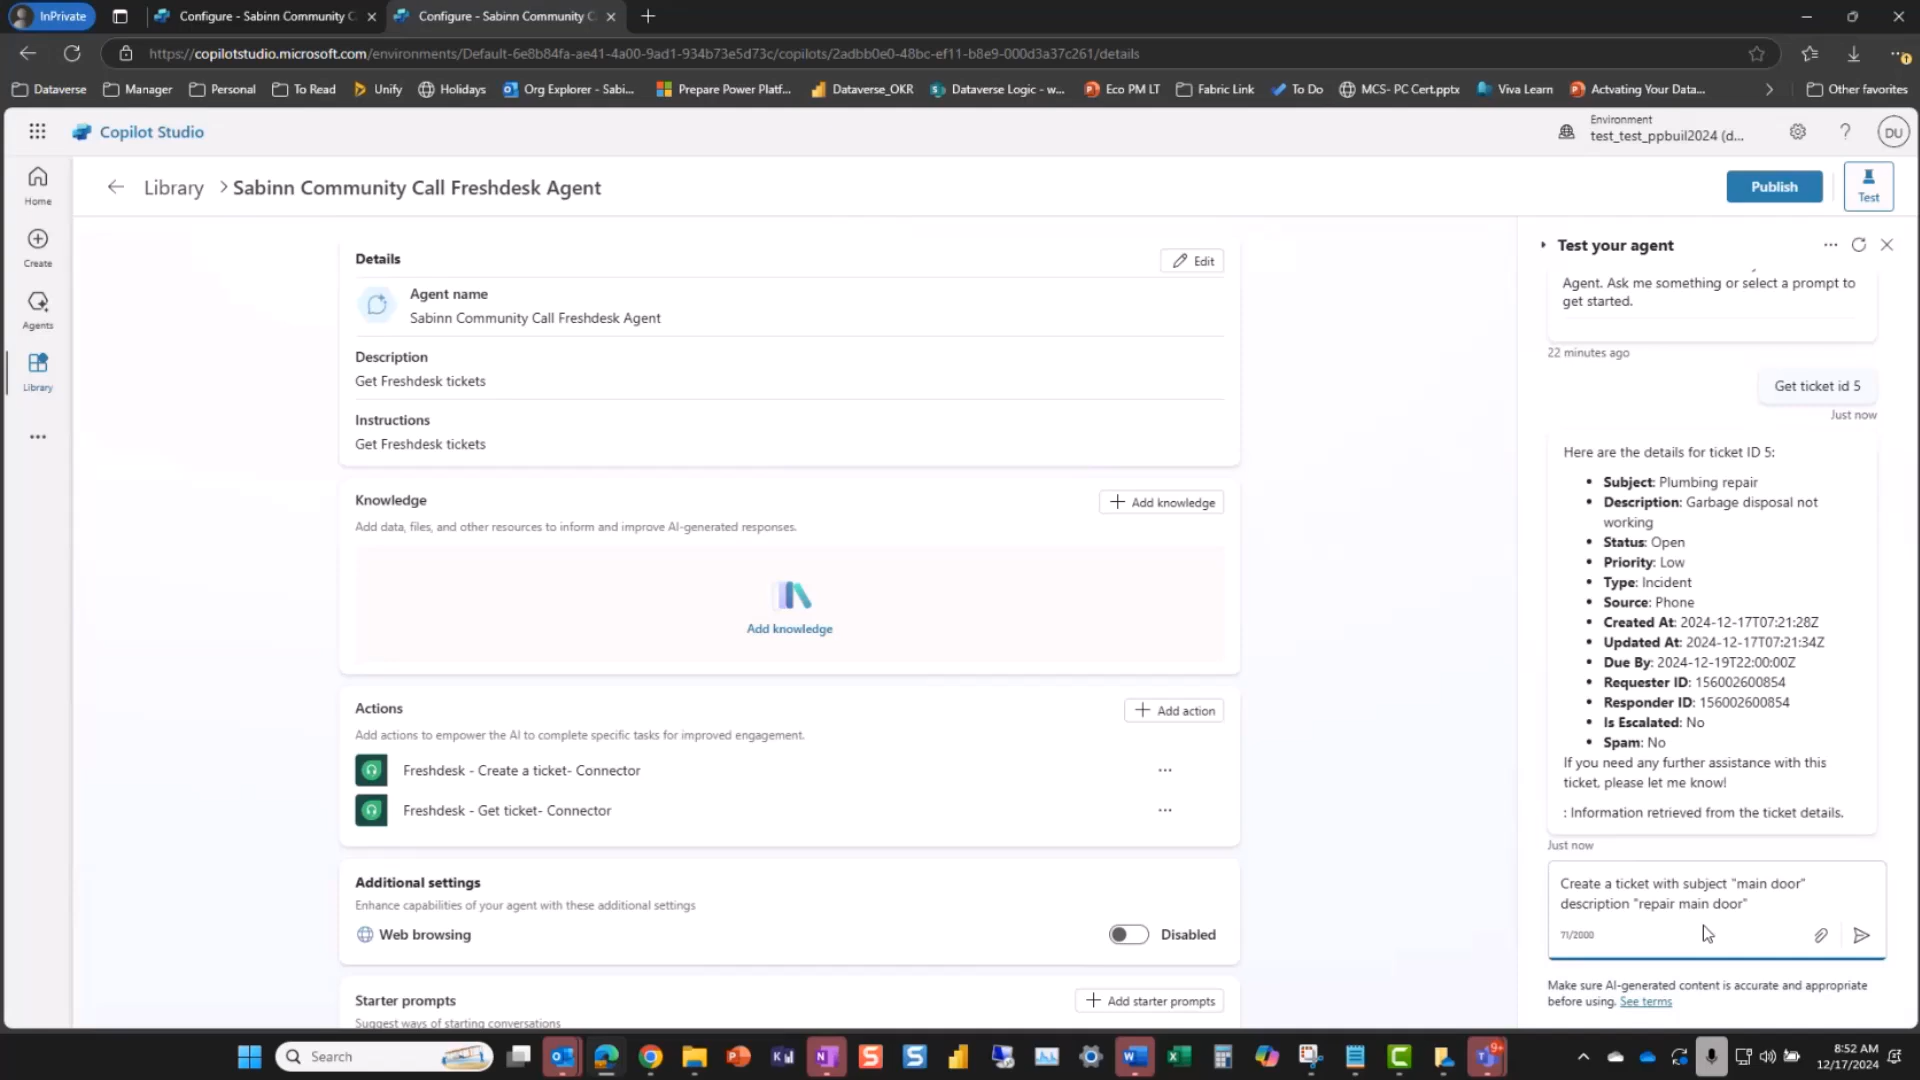 InPrivate
Configure - Sabinn Community C
Configure - Sabinn Community C
https://copilotstudio.microsoft.com/environments/Default-6e8b84fa-ae41-4a00-9ad1-934b73e5d73c/copilots/2adbb0e0-48bc-ef11-b8e9-000d3a37c261/details
Dataverse
Manager
Personal
To Read
Unify
Holidays
Org Explorer - Sabi...
Prepare Power Platf...
Dataverse_OKR
Dataverse Logic - w...
Eco PM LT
Fabric Link
To Do
MCS- PC Cert.pptx
Viva Learn
Actvating Your Data...
Other favorites
Copilot Studio
Environment
test_test_ppbuil2024 (d...
DU
Home
Create
Agents
Library
Library > Sabinn Community Call Freshdesk Agent
Publish
Test
Details
Edit
Agent name
Sabinn Community Call Freshdesk Agent
Description
Get Freshdesk tickets
Instructions
Get Freshdesk tickets
Knowledge
Add knowledge
Add data, files, and other resources to inform and improve AI-generated responses.
Add knowledge
Actions
Add action
Add actions to empower the AI to complete specific tasks for improved engagement.
Freshdesk - Create a ticket- Connector
Freshdesk - Get ticket- Connector
Additional settings
Enhance capabilities of your agent with these additional settings
Web browsing
Disabled
Starter prompts
Add starter prompts
Suggest ways of starting conversations
Test your agent
Agent. Ask me something or select a prompt to
get started.
22 minutes ago
Get ticket id 5
Just now
Here are the details for ticket ID 5:
• Subject: Plumbing repair
• Description: Garbage disposal not
working
• Status: Open
• Priority: Low
• Type: Incident
• Source: Phone
• Created At: 2024-12-17T07:21:28Z
• Updated At: 2024-12-17T07:21:34Z
• Due By: 2024-12-19T22:00:00Z
• Requester ID: 156002600854
• Responder ID: 156002600854
• Is Escalated: No
• Spam: No
If you need any further assistance with this
ticket, please let me know!
: Information retrieved from the ticket details.
Just now
Create a ticket with subject "main door"
description "repair main door"
71/2000
Make sure AI-generated content is accurate and appropriate
before using. See terms
Search
8:52 AM
12/17/2024